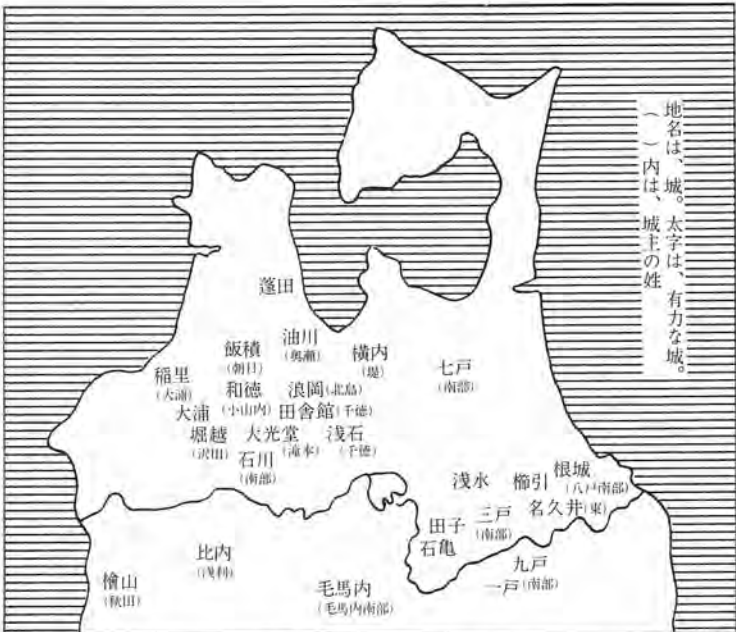 地名は、城。太字は、有力な城。
（　）内は、城主の姓
蓬田
油川
（奥瀬）
飯積
（朝日）
横内
（堤）
七戸
（南部）
稲里
（大浦）
和徳
（小山内）
浪岡（北畠）
大浦
田舎館（千徳）
堀越
（沢田）
大光堂
（滝本）
浅石
（千徳）
石川
（南部）
浅水
櫛引
根城
（八戸南部）
名久井（東）
三戸
（南部）
田子
石亀
九戸
一戸（南部）
比内
（浅利）
檜山
（秋田）
毛馬内
（毛馬内南部）